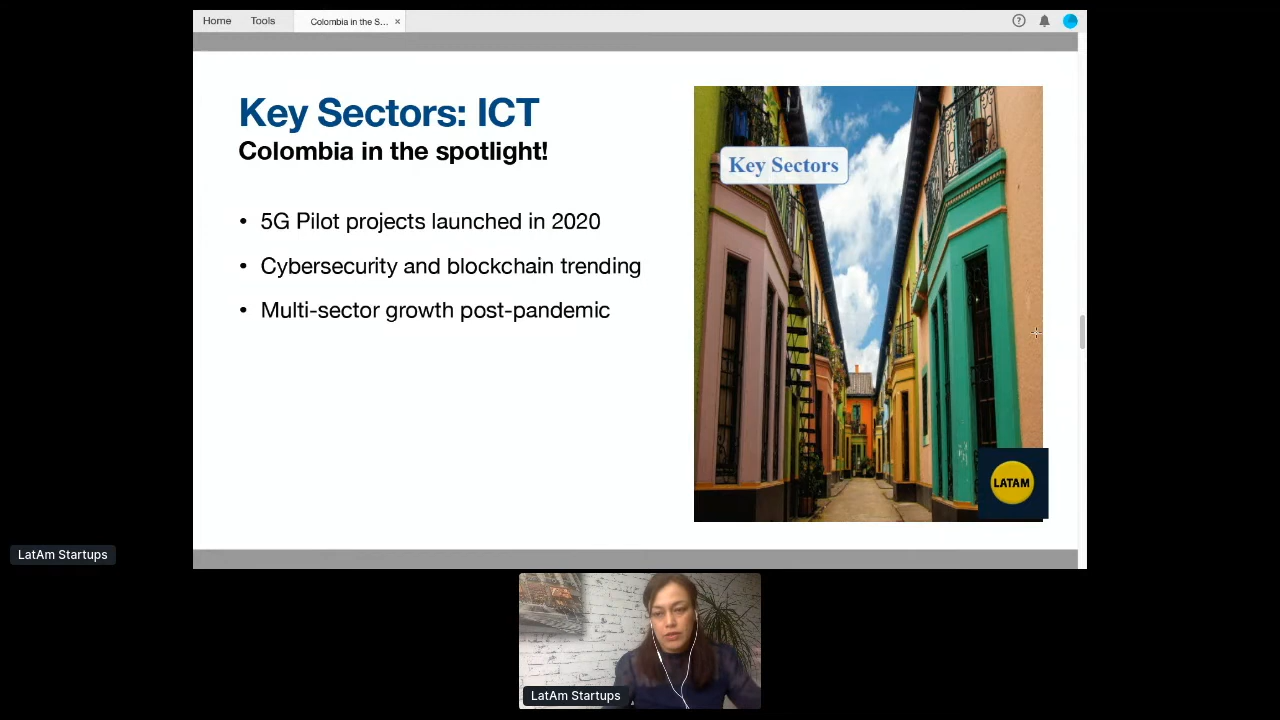 Home Tools Colombia in the S... ×
Key Sectors: ICT
Colombia in the spotlight!
• 5G Pilot projects launched in 2020
• Cybersecurity and blockchain trending
• Multi-sector growth post-pandemic
Key Sectors
LATAM
LatAm Startups
LatAm Startups